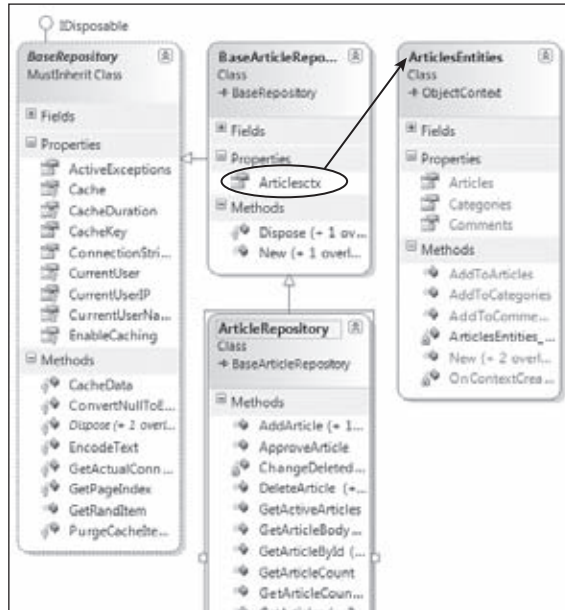 IDisposable
BaseRepository
MustInherit Class
Fields
Properties
ActiveExceptions
Cache
CacheDuration
CacheKey
ConnectionStri...
CurrentUser
CurrentUserIP
CurrentUserNa...
EnableCaching
Methods
CacheData
ConvertNullToE...
Dispose (+ 1 overl...
EncodeText
GetActualConn...
GetPageIndex
GetRandItem
PurgeCacheIte...
BaseArticleRepo...
Class
BaseRepository
Fields
Properties
Articlesctx
Methods
Dispose (+ 1 ov...
New (+ 1 overl...
ArticleRepository
Class
BaseArticleRepository
Methods
AddArticle (+ 1...
ApproveArticle
ChangeDeleted...
DeleteArticle (+...
GetActiveArticles
GetArticleBody...
GetArticleById (...
GetArticleCount
GetArticleCoun...
ArticlesEntities
Class
ObjectContext
Fields
Properties
Articles
Categories
Comments
Methods
AddToArticles
AddToCategories
AddToComme...
ArticlesEntities_...
New (+ 2 overl...
OnContextCrea...